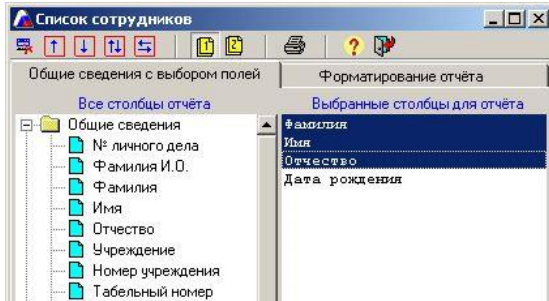 Список сотрудников
Общие сведения с выбором полей
Форматирование отчёта
Все столбцы отчёта
Выбранные столбцы для отчёта
Общие сведения
№ личного дела
Фамилия И.О.
Фамилия
Имя
Отчество
Учреждение
Номер учреждения
Табельный номер
Фамилия
Имя
Отчество
Дата рождения